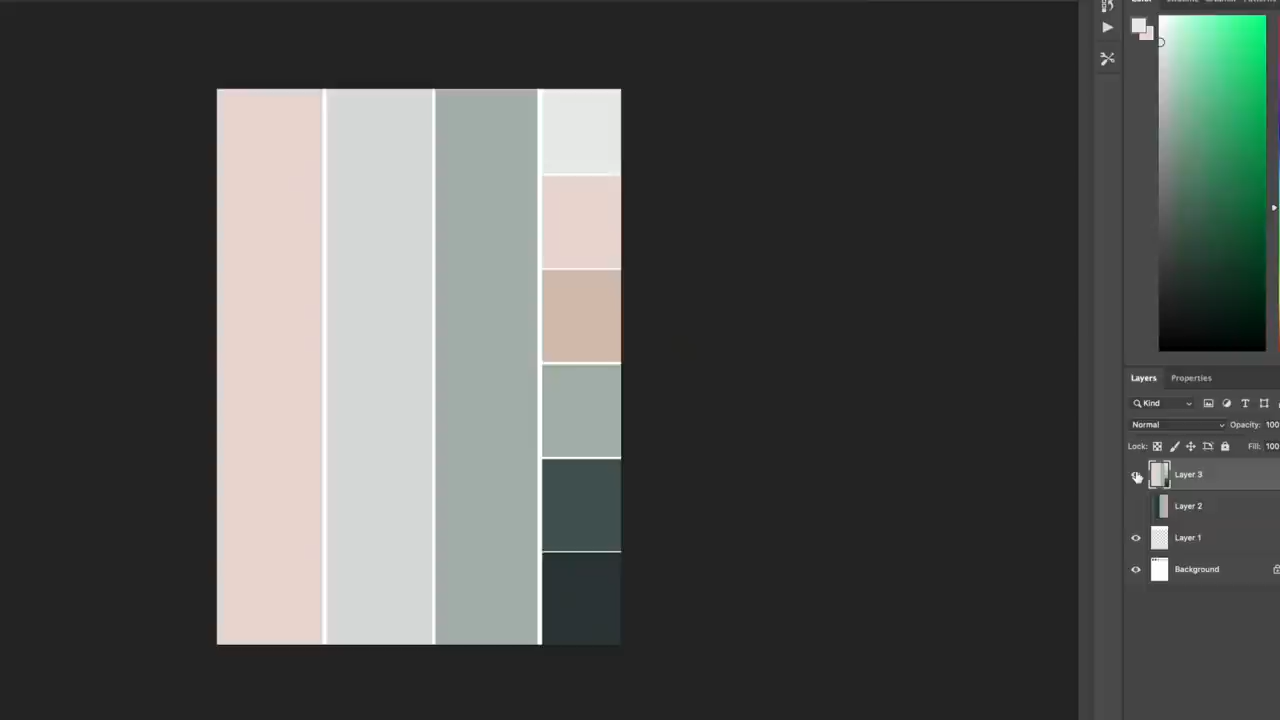 Layers Properties
Kind
Normal Opacity: 100
Lock: Fill: 100
Layer 3
Layer 2
Layer 1
Background